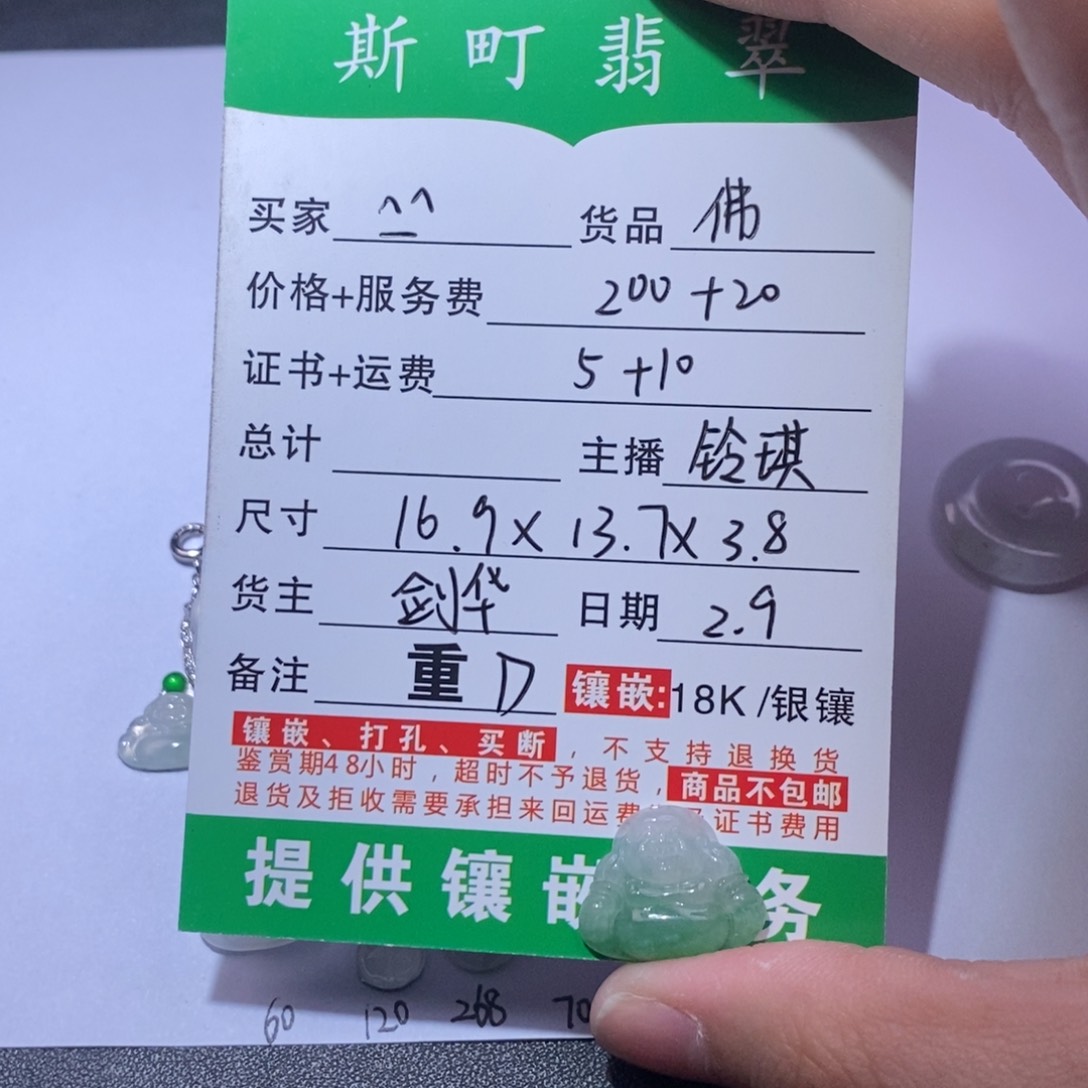 斯町翡翠
买家 ^_^ 货品 佛
价格+服务费 200+20
证书+运费 5+10
总计 主播 铃琪
尺寸 16.9×13.7×3.8
货主 剑华 日期 2.9
备注 重D 镶嵌:18K/银镶
镶嵌、打孔、买断，不支持退换货
鉴赏期48小时，超时不予退货，商品不包邮
退货及拒收需要承担来回运费 证书费用
提供镶嵌 务
60 120 268 70